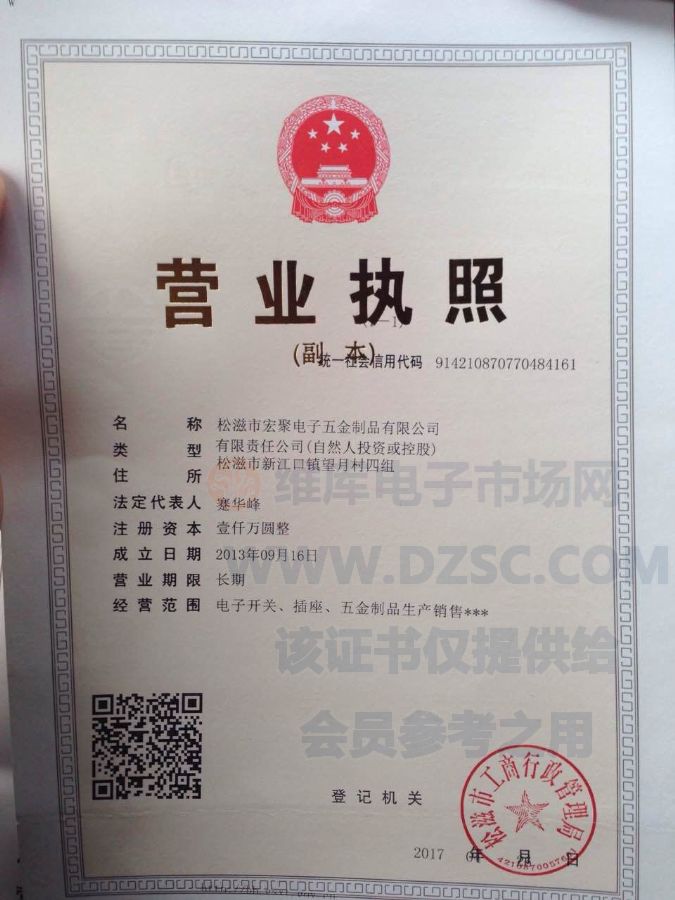 营业执照
(副 本)
统一社会信用代码 914210870770484161
名 称 松滋市宏聚电子五金制品有限公司
类 型 有限责任公司(自然人投资或控股)
住 所 松滋市新江口镇望月村四组
法定代表人 蹇华峰
注册资本 壹仟万圆整
成立日期 2013年09月16日
营业期限 长期
经营范围 电子开关、插座、五金制品生产销售***
维库电子市场网
WWW.DZSC.COM
该证书仅提供给
会员参考之用
登记机关
松滋市工商行政管理局
2017 年 月 日